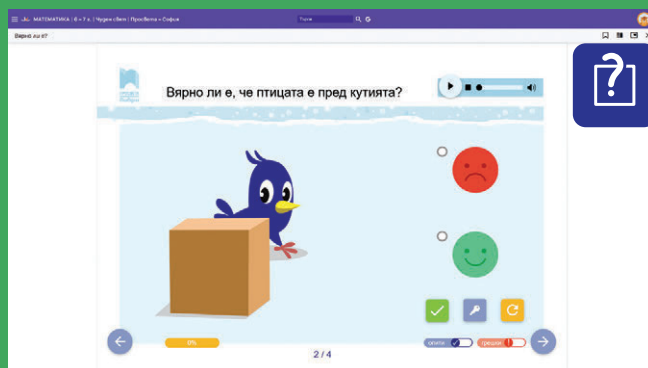 МАТЕМАТИКА | 6 – 7 г. | Чуден свят | Просвета – София
Вярно ли е?
Вярно ли е, че птицата е пред кутията?
0%
опити
грешки
2 / 4